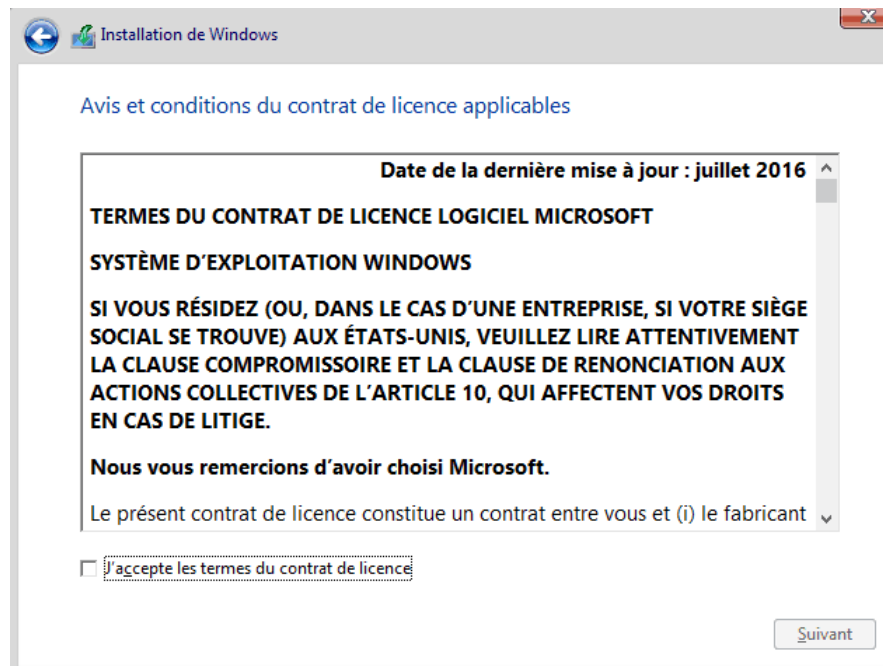 Installation de Windows
Avis et conditions du contrat de licence applicables
Date de la dernière mise à jour : juillet 2016
TERMES DU CONTRAT DE LICENCE LOGICIEL MICROSOFT
SYSTÈME D’EXPLOITATION WINDOWS
SI VOUS RÉSIDEZ (OU, DANS LE CAS D’UNE ENTREPRISE, SI VOTRE SIÈGE
SOCIAL SE TROUVE) AUX ÉTATS-UNIS, VEUILLEZ LIRE ATTENTIVEMENT
LA CLAUSE COMPROMISSOIRE ET LA CLAUSE DE RENONCIATION AUX
ACTIONS COLLECTIVES DE L’ARTICLE 10, QUI AFFECTENT VOS DROITS
EN CAS DE LITIGE.
Nous vous remercions d’avoir choisi Microsoft.
Le présent contrat de licence constitue un contrat entre vous et (i) le fabricant
J'accepte les termes du contrat de licence
Suivant